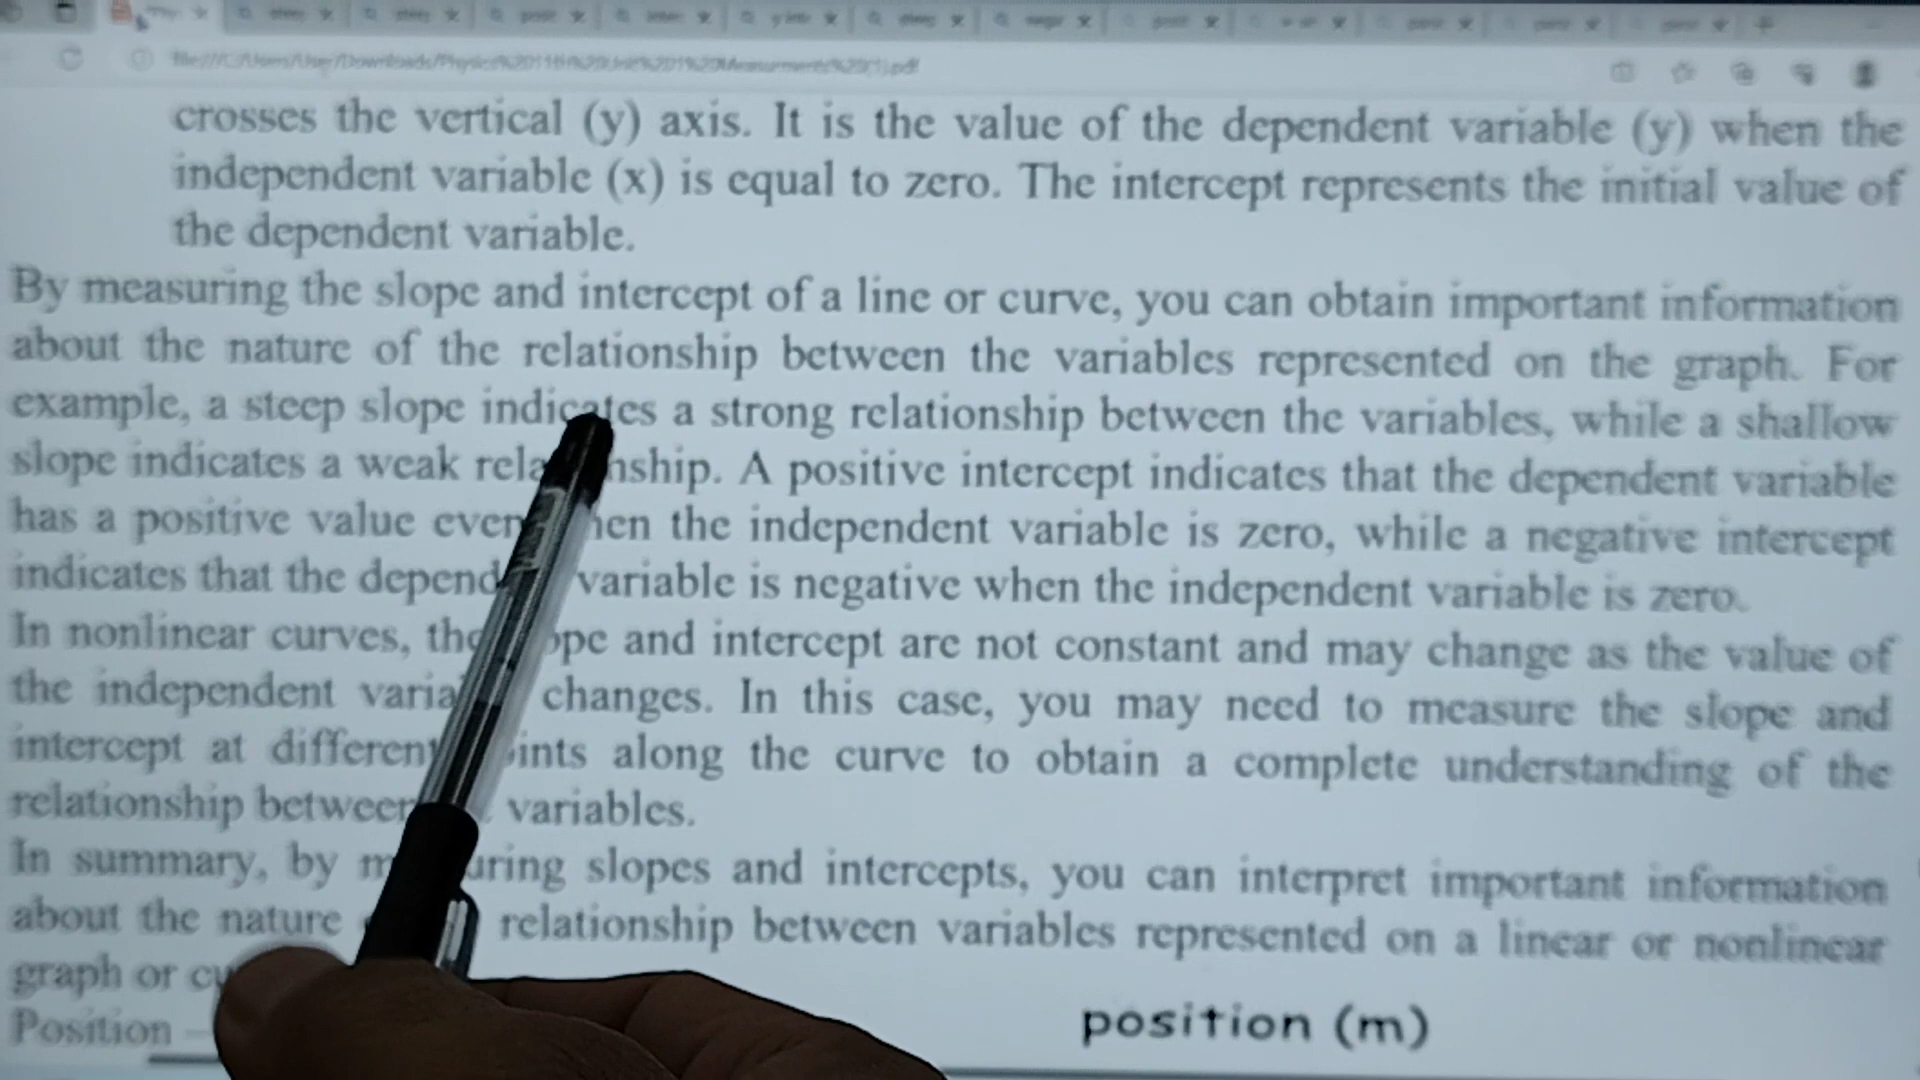 crosses the vertical (y) axis. It is the value of the dependent variable (y) when the
independent variable (x) is equal to zero. The intercept represents the initial value of
the dependent variable.
By measuring the slope and intercept of a line or curve, you can obtain important information
about the nature of the relationship between the variables represented on the graph. For
example, a steep slope indicates a strong relationship between the variables, while a shallow
slope indicates a weak rela nship. A positive intercept indicates that the dependent variable
has a positive value even hen the independent variable is zero, while a negative intercept
indicates that the depend variable is negative when the independent variable is zero.
In nonlinear curves, the ope and intercept are not constant and may change as the value of
the independent varia changes. In this case, you may need to measure the slope and
intercept at different ints along the curve to obtain a complete understanding of the
relationship between variables.
In summary, by m uring slopes and intercepts, you can interpret important information
about the nature relationship between variables represented on a linear or nonlinear
graph or cu
Position
position (m)